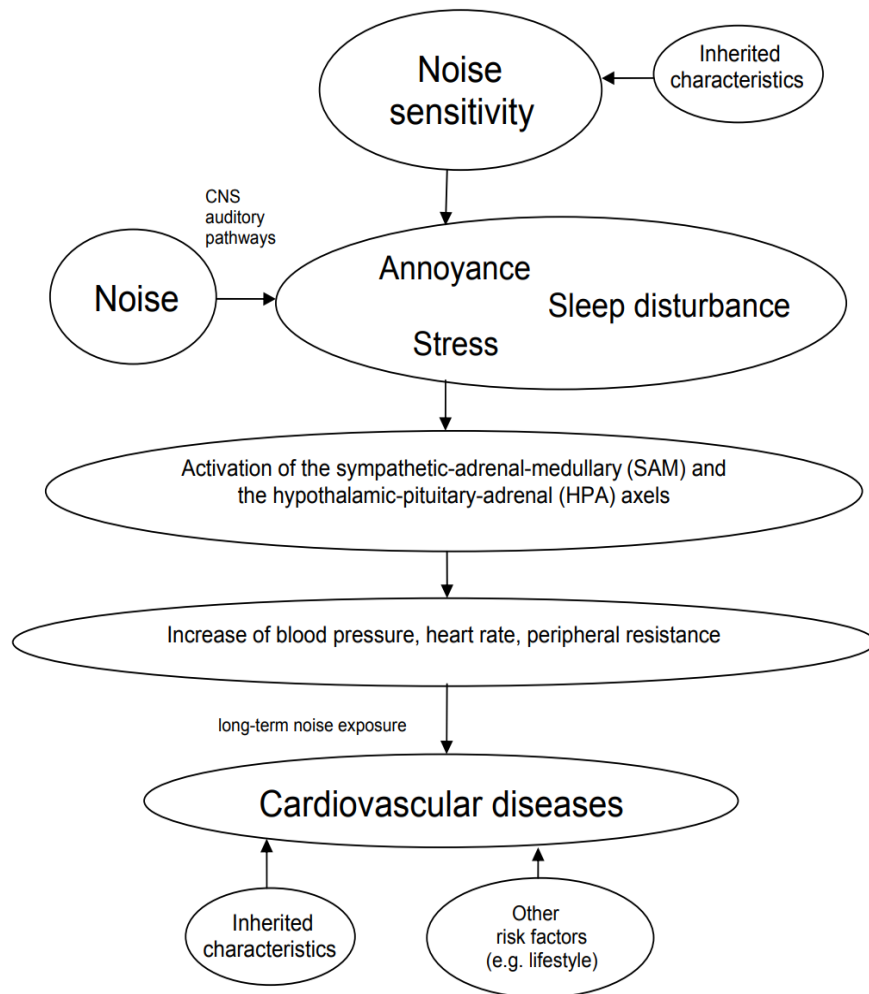 Noise
sensitivity
Inherited
characteristics
CNS
auditory
pathways
Noise
Annoyance
Sleep disturbance
Stress
Activation of the sympathetic-adrenal-medullary (SAM) and
the hypothalamic-pituitary-adrenal (HPA) axels
Increase of blood pressure, heart rate, peripheral resistance
long-term noise exposure
Cardiovascular diseases
Inherited
characteristics
Other
risk factors
(e.g. lifestyle)